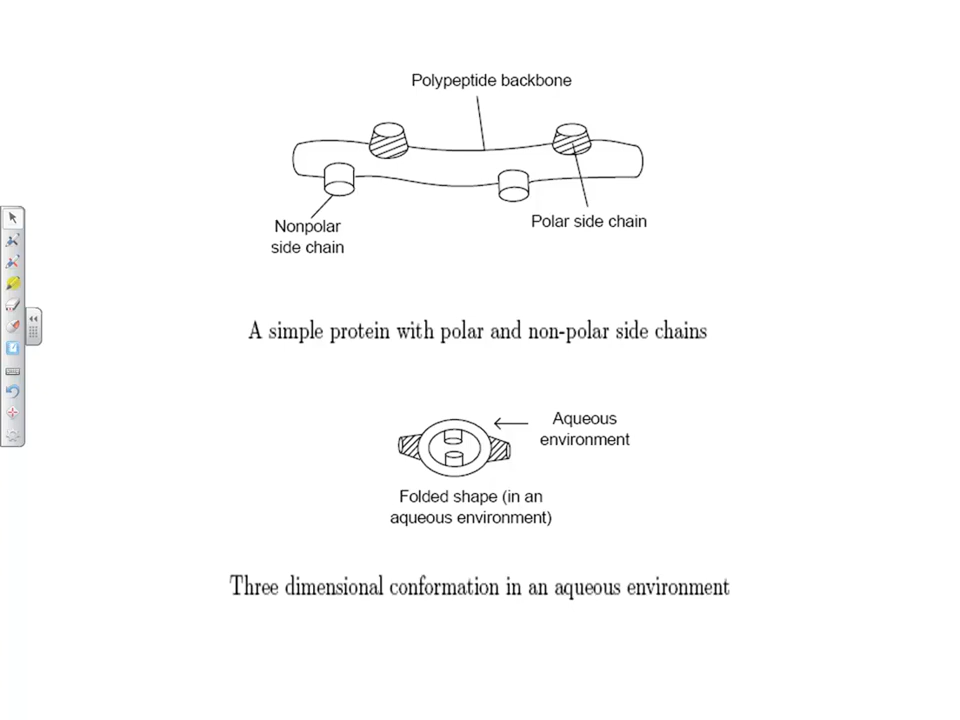 Polypeptide backbone
Nonpolar
side chain
Polar side chain
A simple protein with polar and non-polar side chains
Aqueous
environment
Folded shape (in an
aqueous environment)
Three dimensional conformation in an aqueous environment